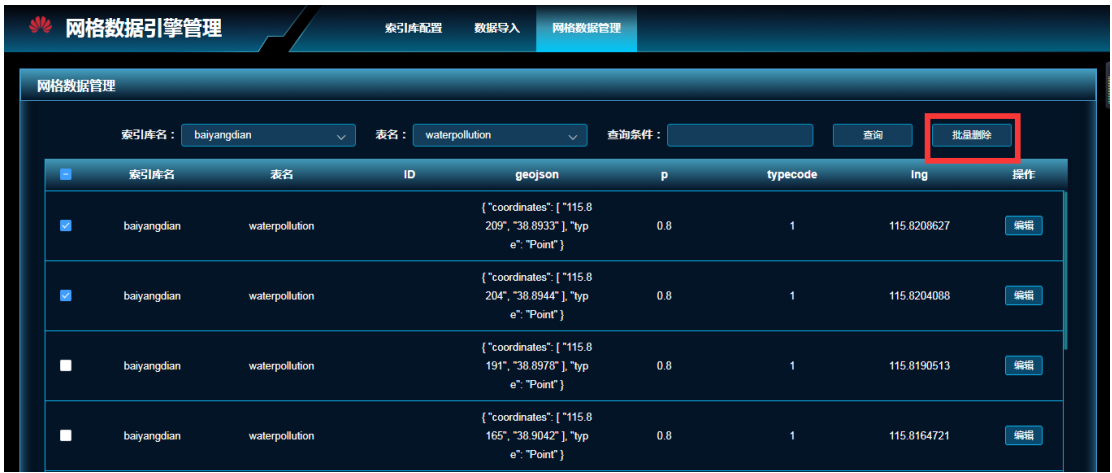 网格数据引擎管理
索引库配置 数据导入 网格数据管理
网格数据管理
索引库名： baiyangdian 表名： waterpollution 查询条件： 查询 批量删除
索引库名 表名 ID geojson p typecode lng 操作
{ "coordinates": [ "115.8
baiyangdian waterpollution 209", "38.8933" ], "typ 0.8 1 115.8208627 编辑
e": "Point" }
{ "coordinates": [ "115.8
baiyangdian waterpollution 204", "38.8944" ], "typ 0.8 1 115.8204088 编辑
e": "Point" }
{ "coordinates": [ "115.8
baiyangdian waterpollution 191", "38.8978" ], "typ 0.8 1 115.8190513 编辑
e": "Point" }
{ "coordinates": [ "115.8
baiyangdian waterpollution 165", "38.9042" ], "typ 0.8 1 115.8164721 编辑
e": "Point" }